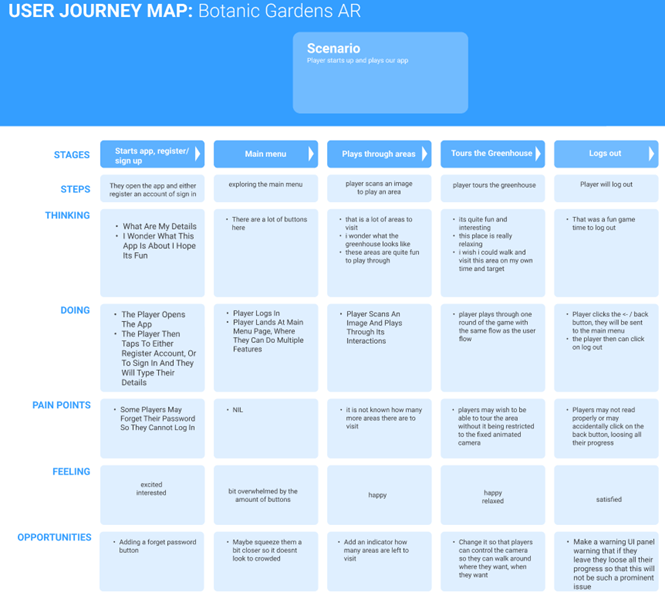 USER JOURNEY MAP: Botanic Gardens AR
Scenario
Player starts up and plays our app
STAGES
Starts app, register/
sign up
Main menu
Plays through areas
Tours the Greenhouse
Logs out
STEPS
They open the app and either
register an account of sign in
exploring the main menu
player scans an image
to play an area
player tours the greenhouse
Player will log out
THINKING
• What Are My Details
• I Wonder What This
App Is About I Hope
Its Fun
• There are a lot of buttons
here
• that is a lot of areas to
visit
• i wonder what the
greenhouse looks like
• these areas are quite fun
to play through
• its quite fun and
interesting
• this place is really
relaxing
• i wish i could walk and
visit this area on my own
time and target
• That was a fun game
time to log out
DOING
• The Player Opens
The App
• The Player Then
Taps To Either
Register Account, Or
To Sign In And They
Will Type Their
Details
• Player Logs In
• Player Lands At Main
Menu Page, Where
They Can Do Multiple
Features
• Player Scans An
Image And Plays
Through Its
Interactions
• player plays through one
round of the game with
the same flow as the user
flow
• Player clicks the <- / back
button, they will be sent
to the main menu
• the player then can click
on log out
PAIN POINTS
• Some Players May
Forget Their Password
So They Cannot Log In
• NIL
• it is not known how many
more areas there are to
visit
• players may wish to be
able to tour the area
without it being restricted
to the fixed animated
camera
• Players may not read
properly or may
accidentally click on the
back button, loosing all
their progress
FEELING
excited
interested
bit overwhelmed by the
amount of buttons
happy
happy
relaxed
satisfied
OPPORTUNITIES
• Adding a forget password
button
• Maybe squeeze them a
bit closer so it doesnt
look to crowded
• Add an indicator how
many areas are left to
visit
• Change it so that players
can control the camera
so they can walk around
where they want, when
they want
• Make a warning UI panel
warning that if they
leave they loose all their
progress so that this will
not be such a prominent
issue